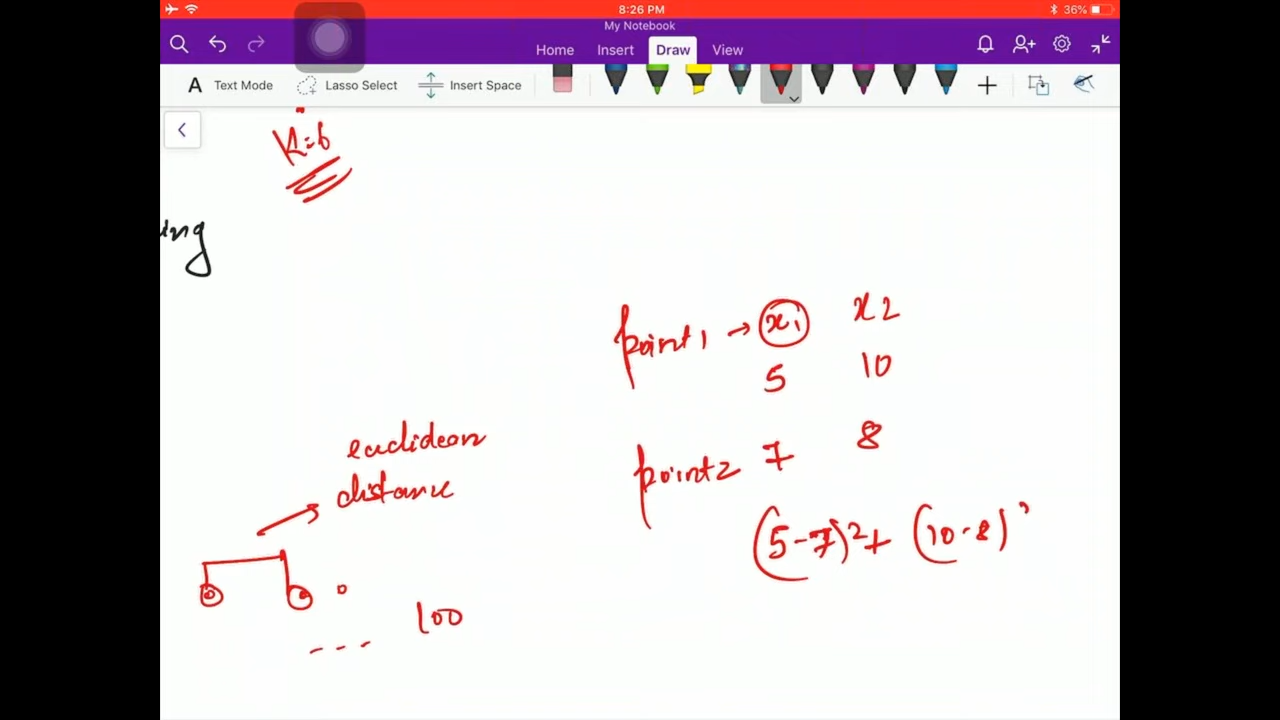 8:26 PM
36%
My Notebook
Home Insert Draw View
Text Mode Lasso Select Insert Space
K=6
ing
point1 → x1 x2
5 10
point2 7 8
euclidean
distance
(5-7)²+ (10-8)
100